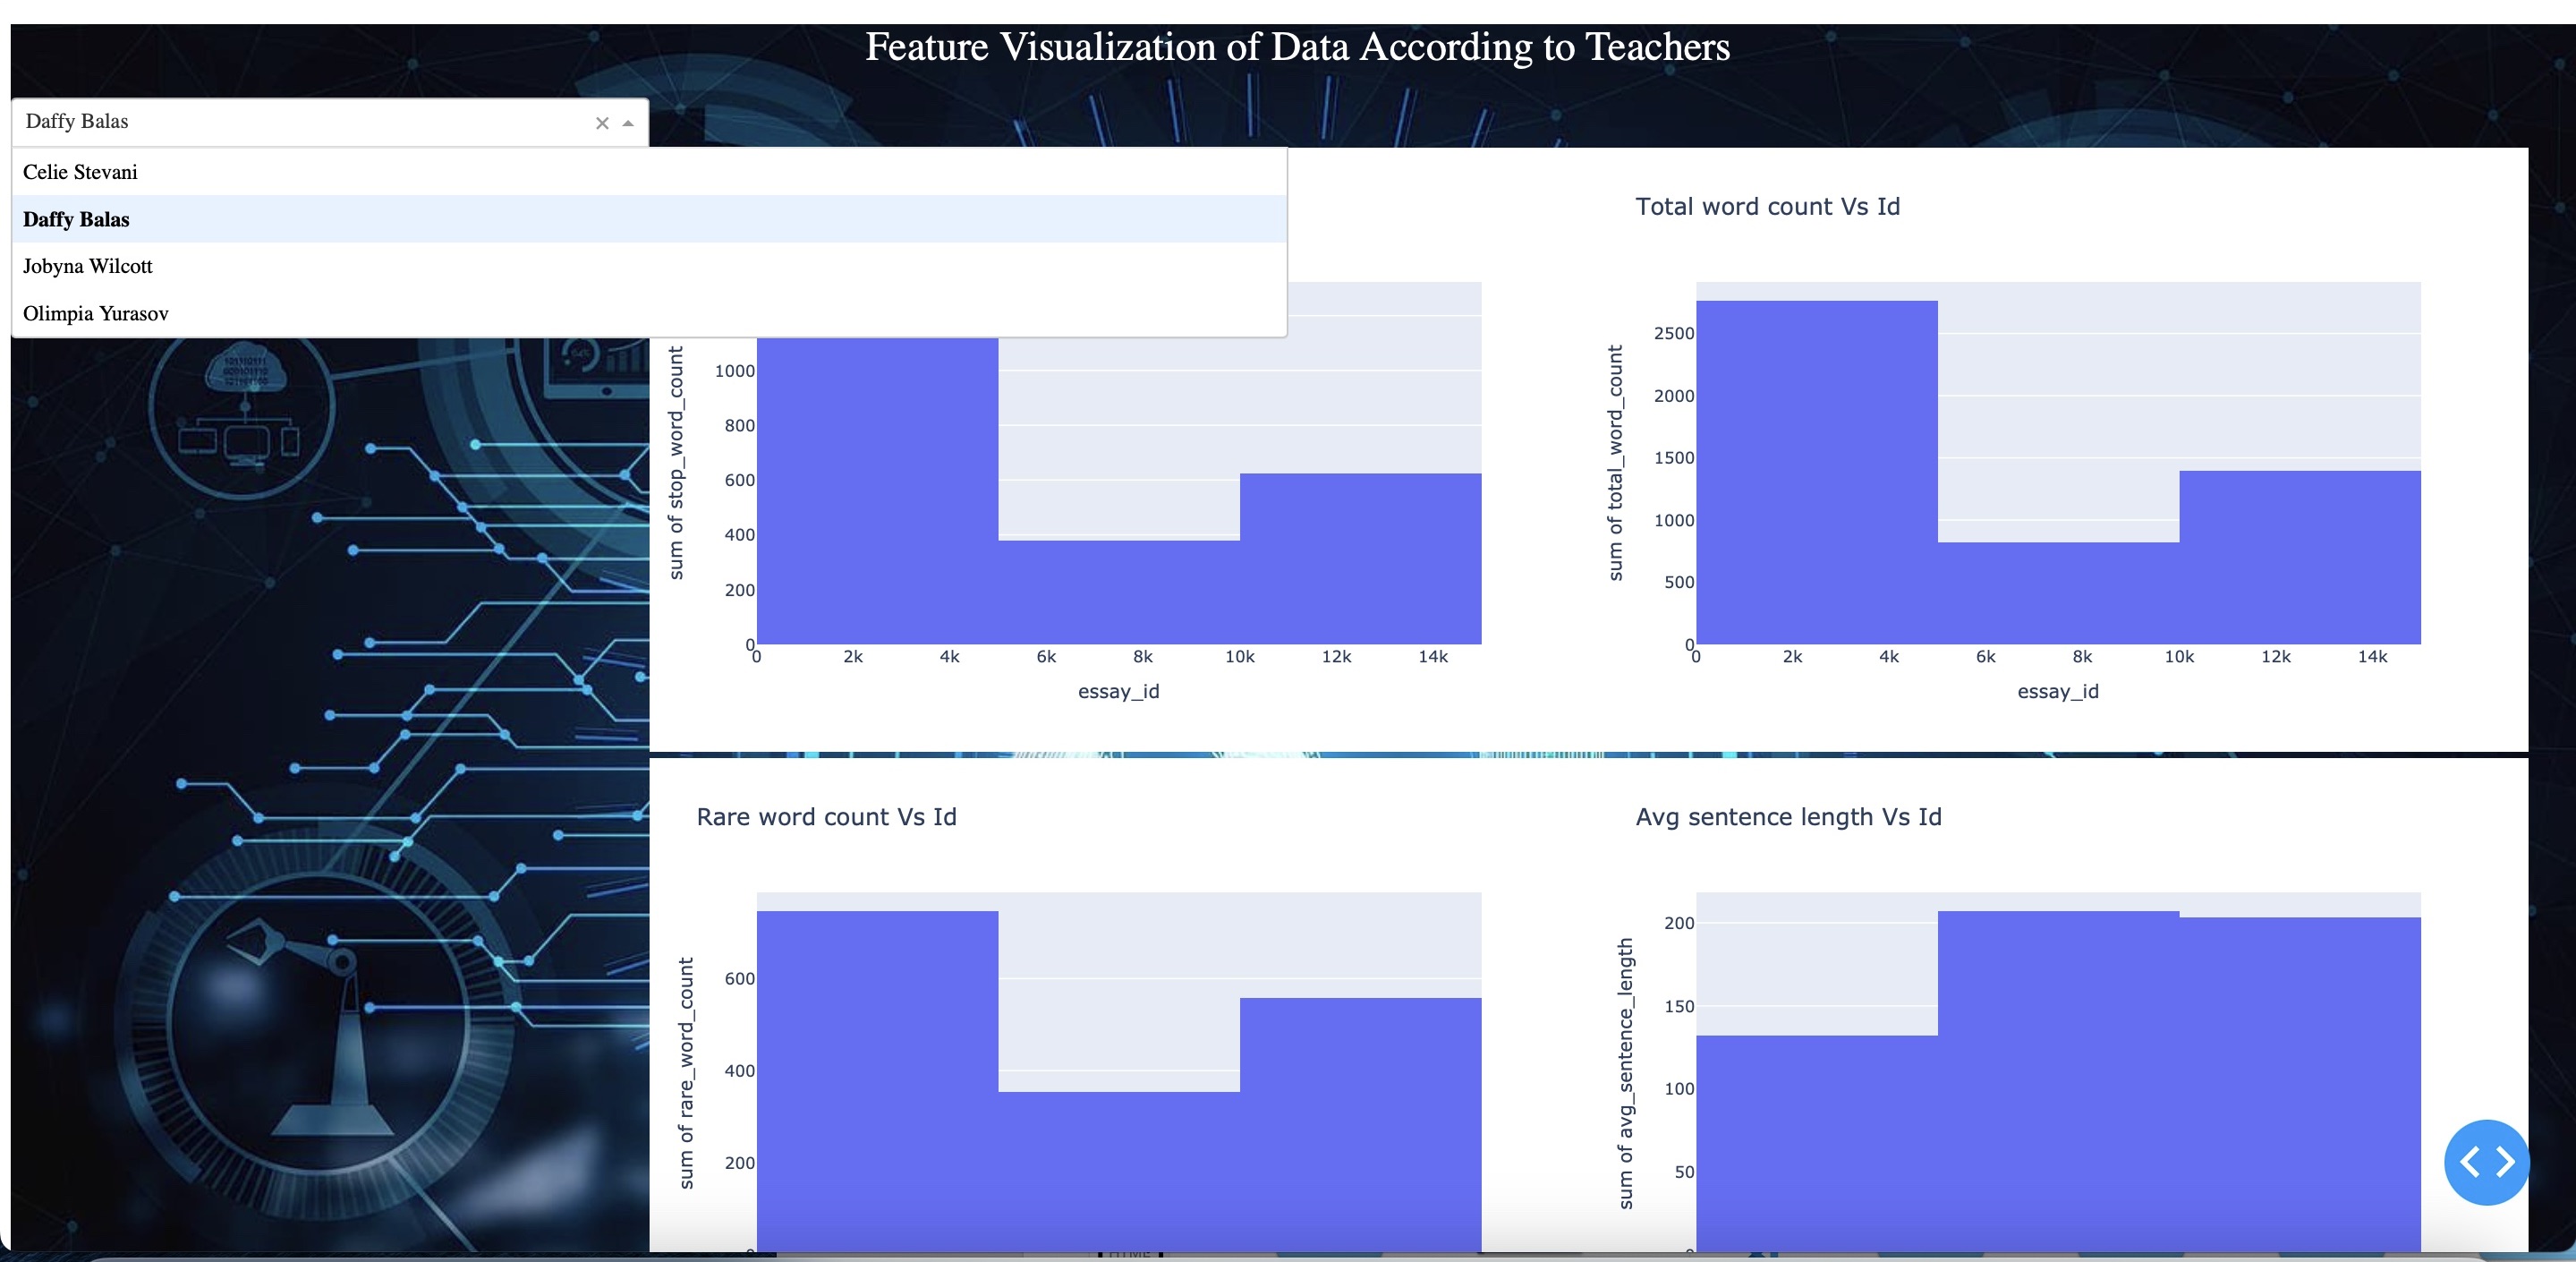 Feature Visualization of Data According to Teachers
Daffy Balas
Celie Stevani
Daffy Balas
Jobyna Wilcott
Olimpia Yurasov
sum of stop_word_count
1000
800
600
400
200
0
0 2k 4k 6k 8k 10k 12k 14k
essay_id
Total word count Vs Id
sum of total_word_count
2500
2000
1500
1000
500
0
0 2k 4k 6k 8k 10k 12k 14k
essay_id
Rare word count Vs Id
sum of rare_word_count
600
400
200
Avg sentence length Vs Id
sum of avg_sentence_length
200
150
100
50